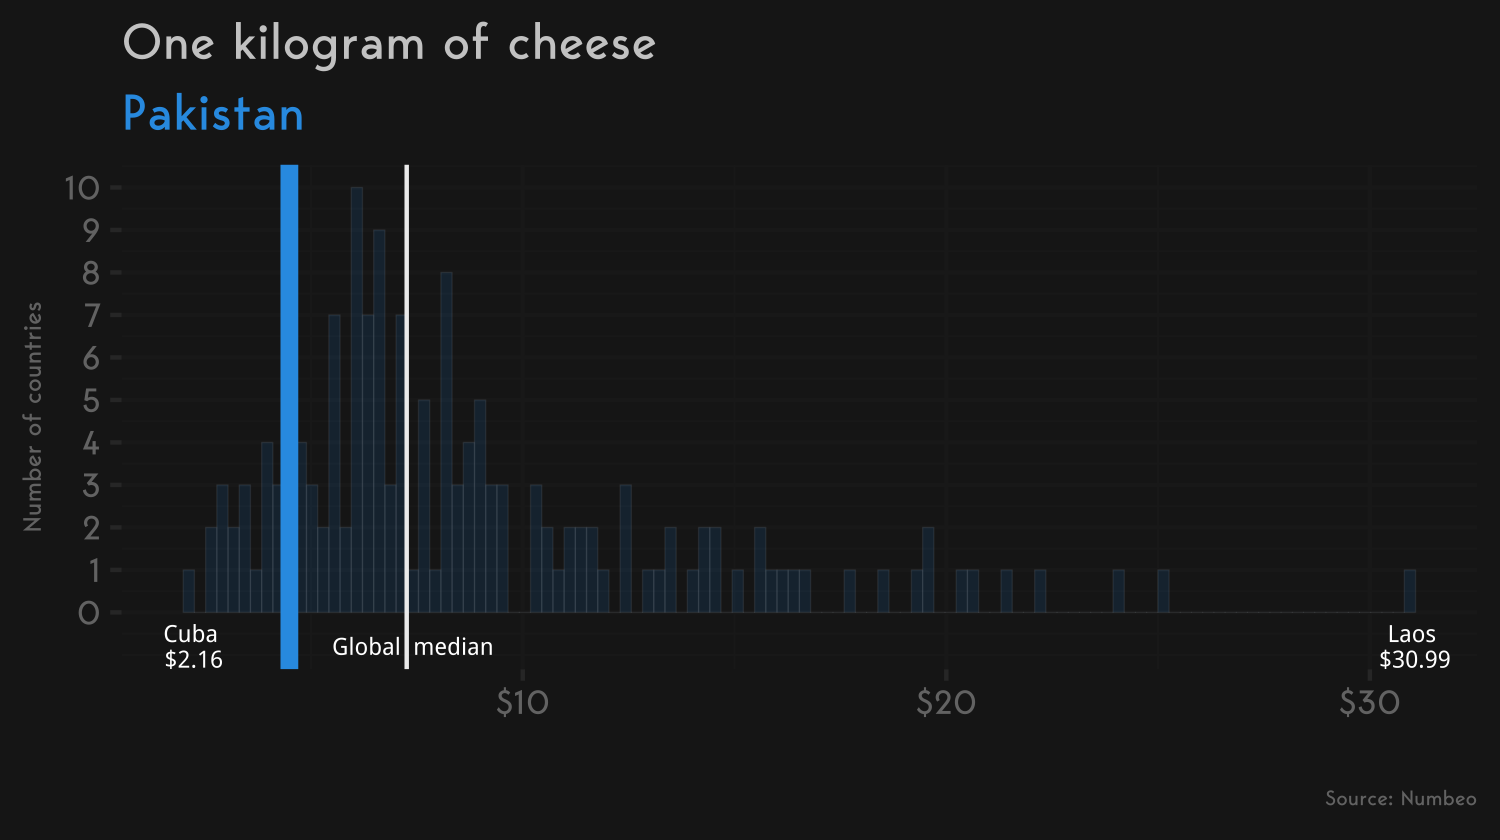 One kilogram of cheese
Pakistan
Number of countries
10
9
8
7
6
5
4
3
2
1
0
Cuba
$2.16
Global median
Laos
$30.99
$10 $20 $30
Source: Numbeo